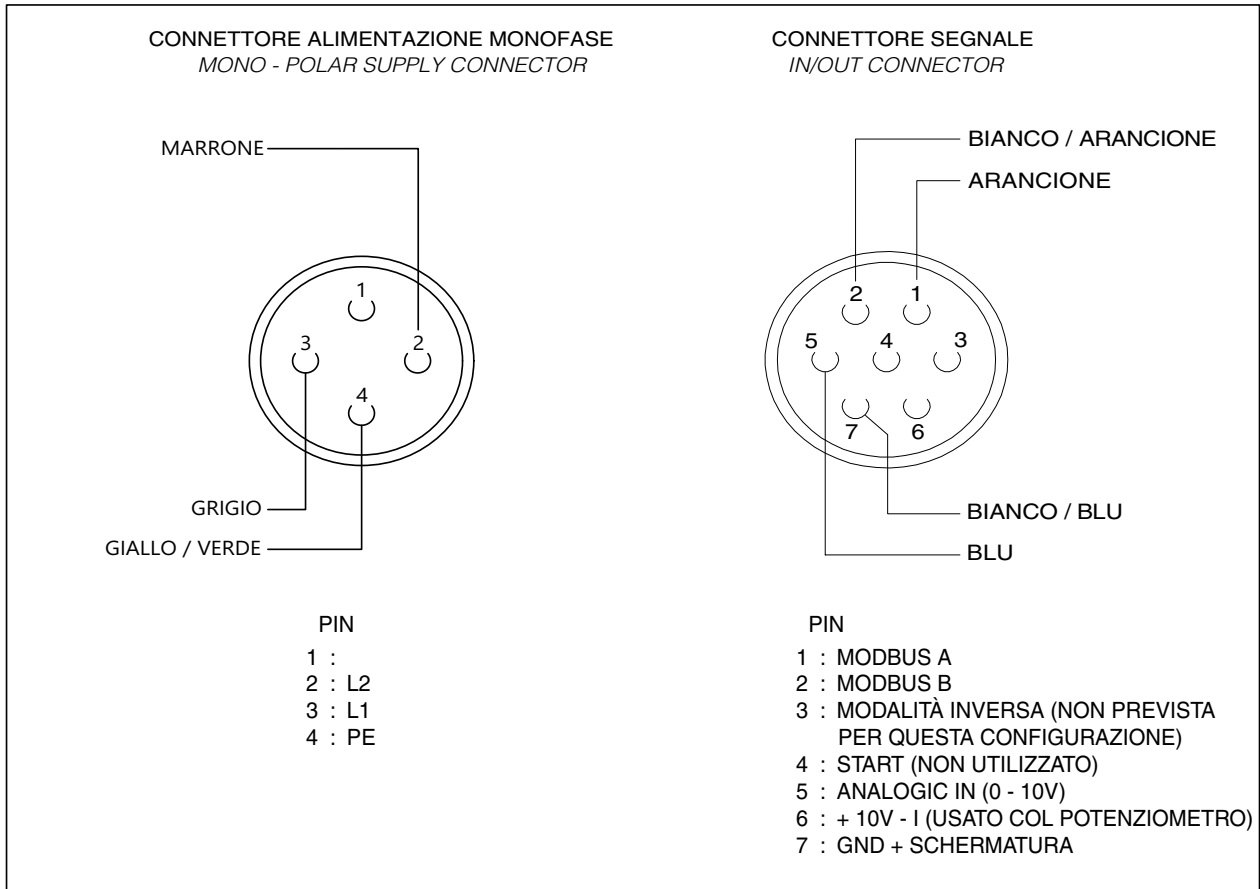 CONNETTORE ALIMENTAZIONE MONOFASE
MONO - POLAR SUPPLY CONNECTOR
MARRONE
1
3
2
4
GRIGIO
GIALLO / VERDE
PIN
1 :
2 : L2
3 : L1
4 : PE
CONNETTORE SEGNALE
IN/OUT CONNECTOR
BIANCO / ARANCIONE
ARANCIONE
2
1
5
4
3
7
6
BIANCO / BLU
BLU
PIN
1 : MODBUS A
2 : MODBUS B
3 : MODALITÀ INVERSA (NON PREVISTA
PER QUESTA CONFIGURAZIONE)
4 : START (NON UTILIZZATO)
5 : ANALOGIC IN (0 - 10V)
6 : + 10V - I (USATO COL POTENZIOMETRO)
7 : GND + SCHERMATURA